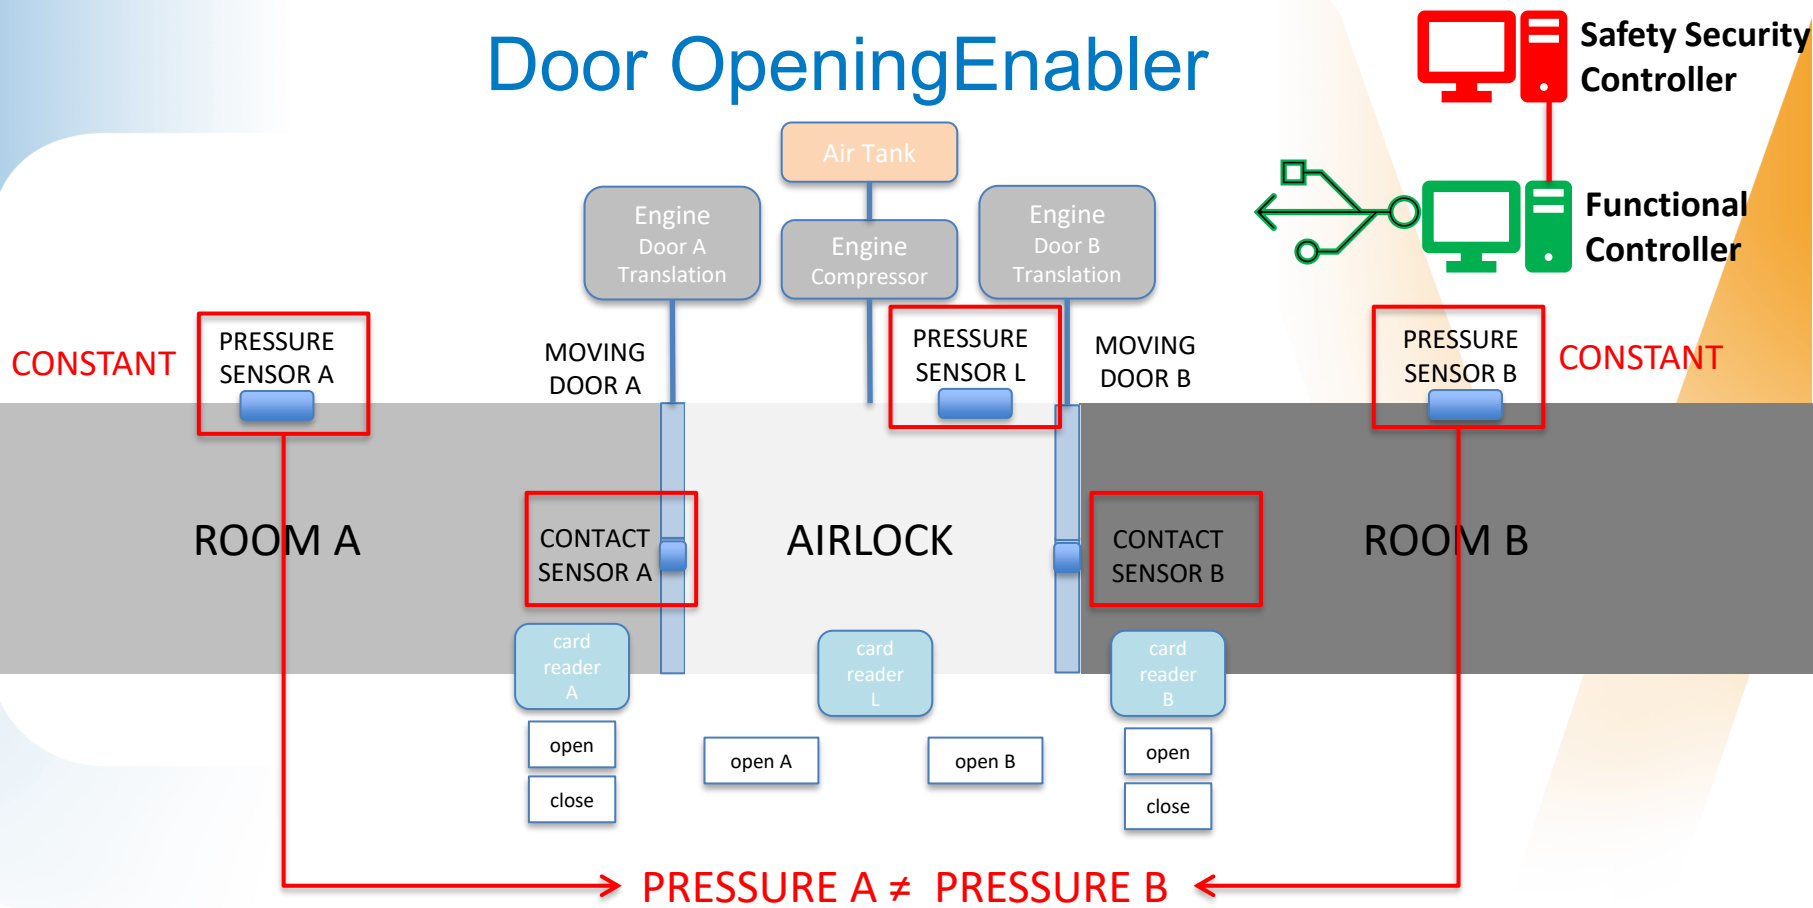 Door OpeningEnabler
Safety Security
Controller
Functional
Controller
Air Tank
Engine
Door A
Translation
Engine
Compressor
Engine
Door B
Translation
CONSTANT
PRESSURE
SENSOR A
MOVING
DOOR A
PRESSURE
SENSOR L
MOVING
DOOR B
PRESSURE
SENSOR B
CONSTANT
ROOM A
CONTACT
SENSOR A
AIRLOCK
CONTACT
SENSOR B
ROOM B
card
reader
A
card
reader
L
card
reader
B
open
close
open A
open B
open
close
PRESSURE A ≠ PRESSURE B